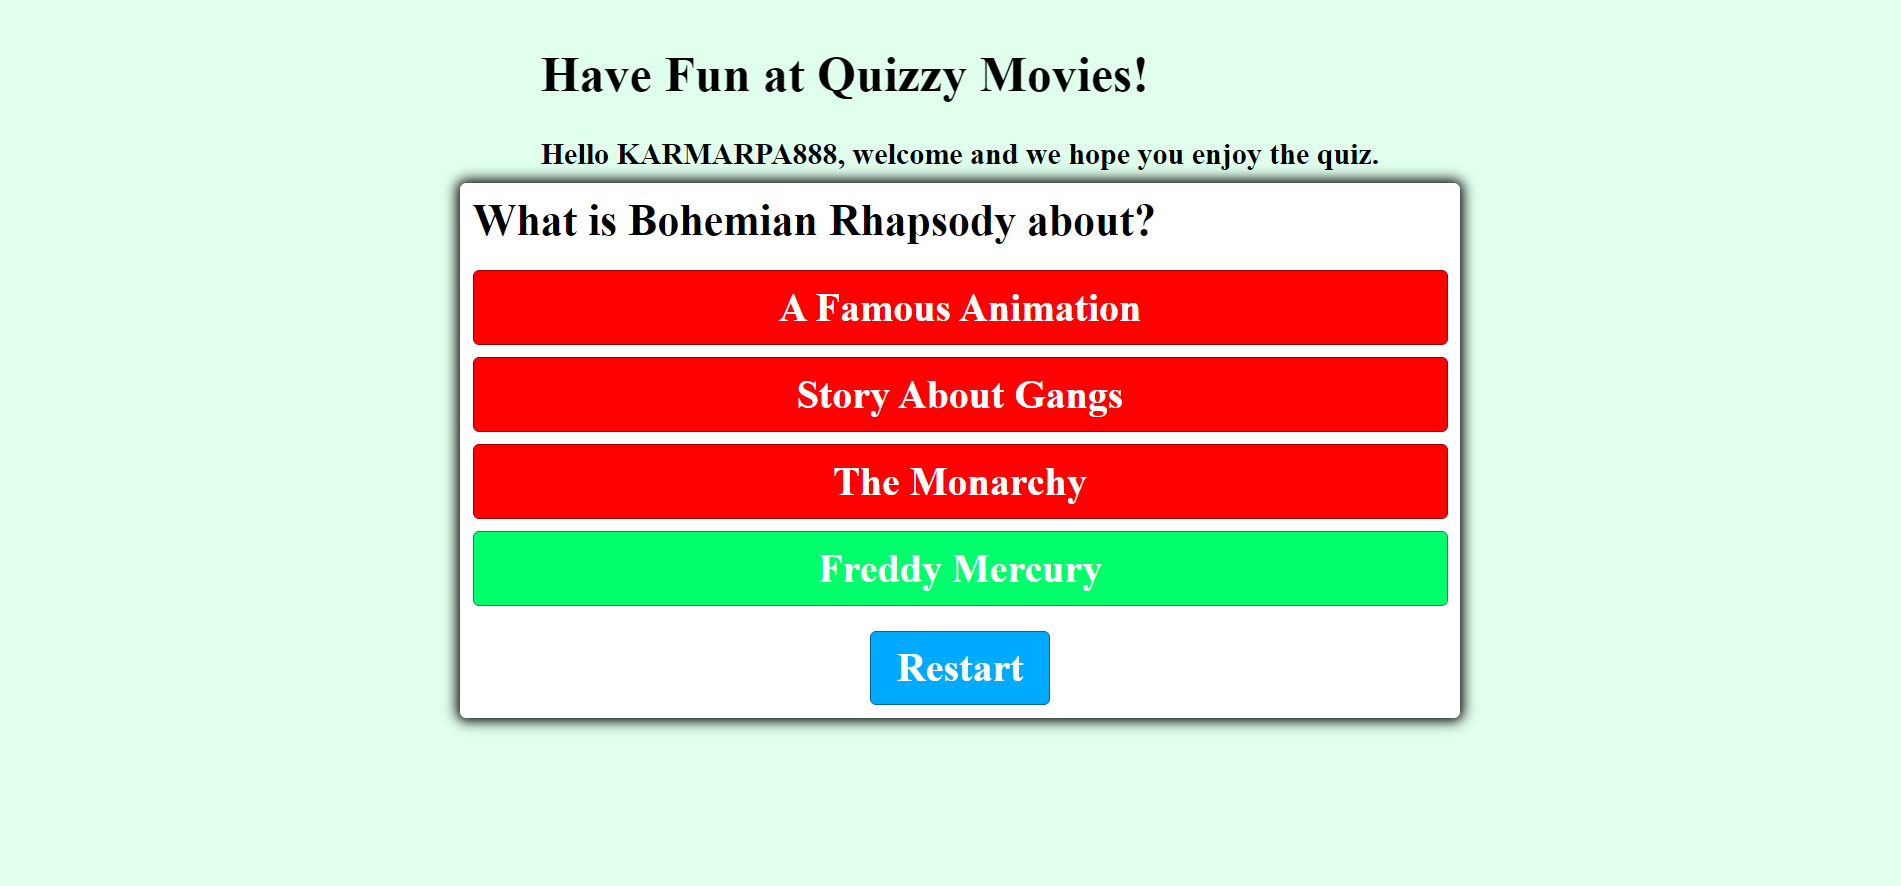 Have Fun at Quizzy Movies!
Hello KARMARPA888, welcome and we hope you enjoy the quiz.
What is Bohemian Rhapsody about?
A Famous Animation
Story About Gangs
The Monarchy
Freddy Mercury
Restart